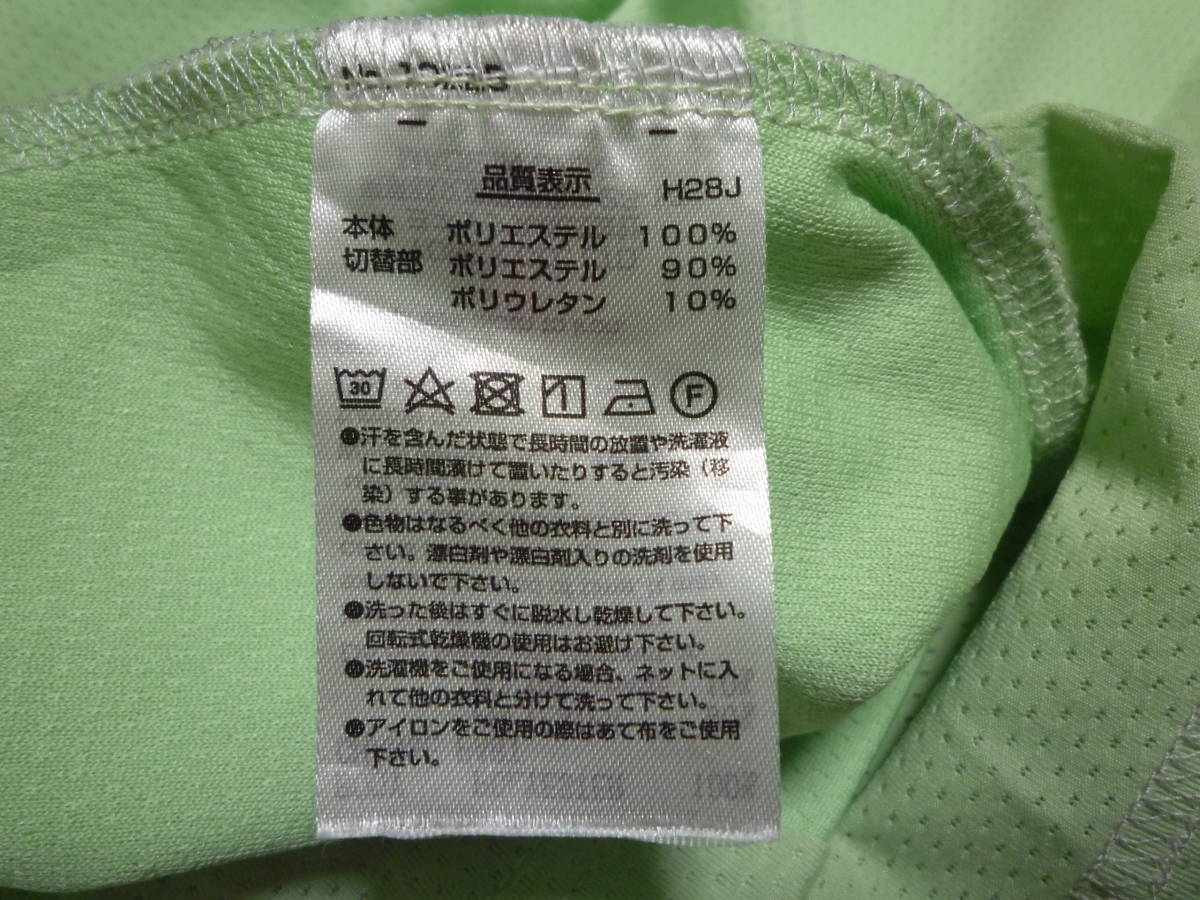 品質表示 H28J
本体 ポリエステル 100%
切替部 ポリエステル 90%
ポリウレタン 10%
30 F
●汗を含んだ状態で長時間の放置や洗濯液
に長時間漬けて置いたりすると汚染(移
染)する事があります。
●色物はなるべく他の衣料と別に洗って下
さい。漂白剤や漂白剤入りの洗剤を使用
しないで下さい。
●洗った後はすぐに脱水し乾燥して下さい。
回転式乾燥機の使用はお避け下さい。
●洗濯機をご使用になる場合、ネットに入
れて他の衣料と分けて洗って下さい。
●アイロンをご使用の際はあて布をご使用
下さい。